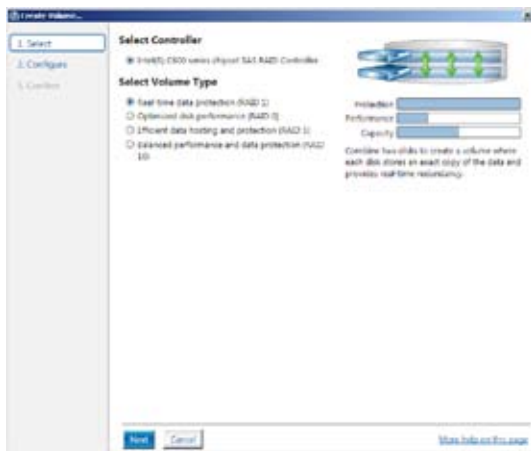 Create Volume...
1. Select
2. Configure
3. Confirm
Select Controller
Intel(R) C600 series chipset SAS RAID Controller
Select Volume Type
Real-time data protection (RAID 1)
Optimized disk performance (RAID 0)
Efficient data hosting and protection (RAID 5)
Balanced performance and data protection (RAID
10)
Protection
Performance
Capacity
Combine two disks to create a volume where
each disk stores an exact copy of the data and
provides real-time redundancy.
Next
Cancel
More help on this page